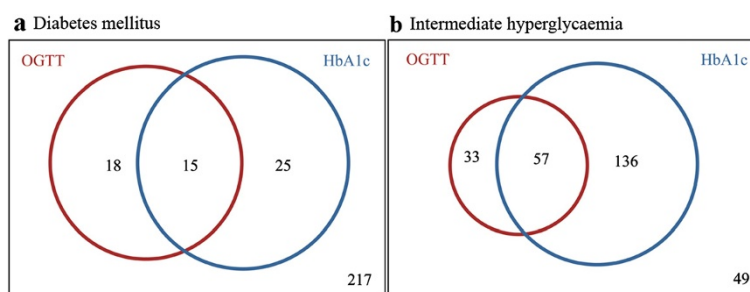 a Diabetes mellitus
OGTT
HbA1c
18
15
25
217
b Intermediate hyperglycaemia
OGTT
HbA1c
33
57
136
49